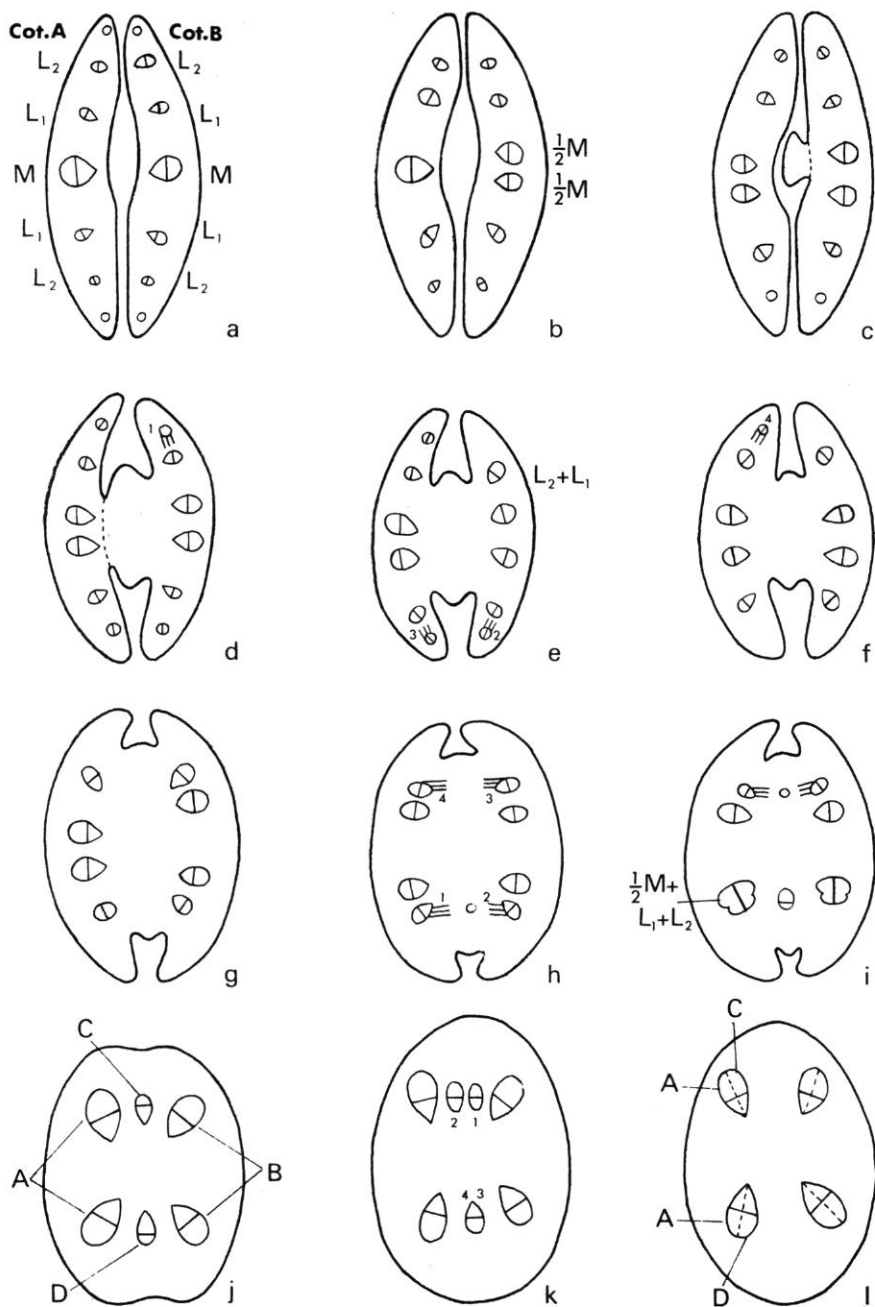 Cot.A Cot.B
L₂ L₂
L₁ L₁
M M
L₁ L₁
L₂ L₂
a
½M
½M
b
c
1
d
L₂+L₁
3 2
e
4
f
g
4 3
1 2
h
½M+
L₁+L₂
i
C
A B
D
j
2 1
4 3
k
C
A
A
D
l